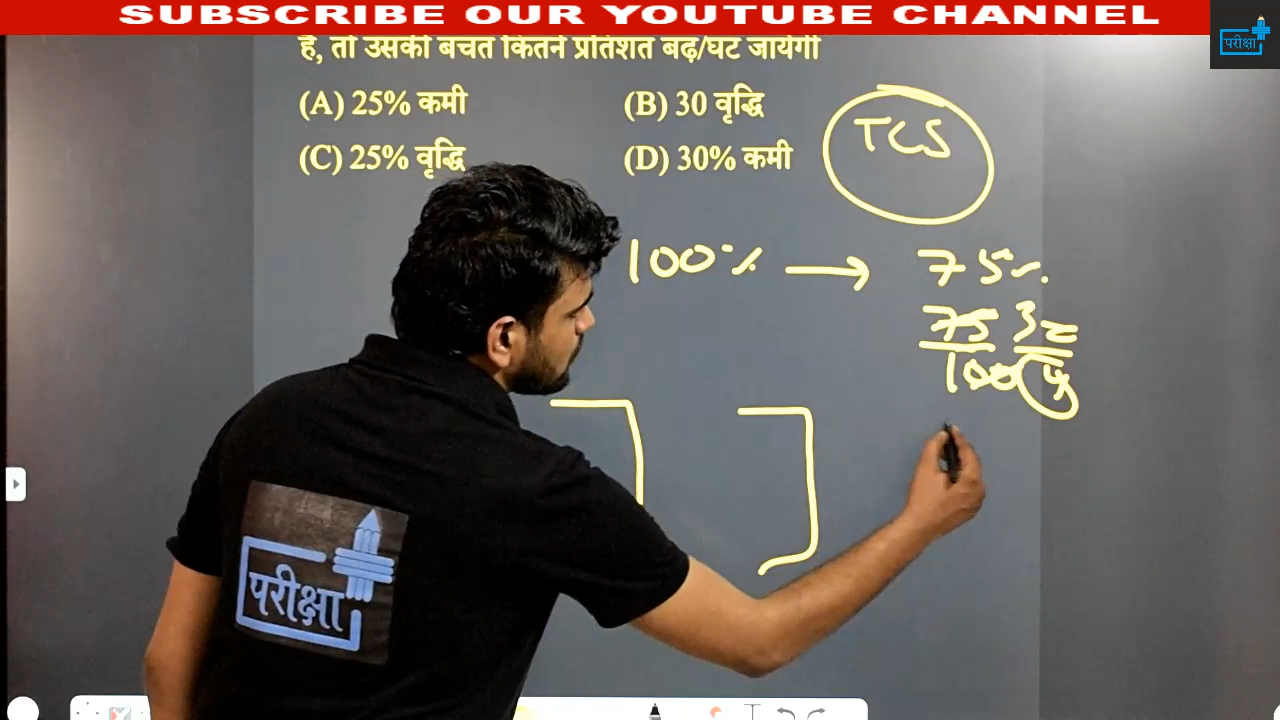 SUBSCRIBE OUR YOUTUBE CHANNEL
परीक्षा
है, तो उसकी बचत कितने प्रतिशत बढ़/घट जायेगी
(A) 25% कमी (B) 30 वृद्धि
(C) 25% वृद्धि (D) 30% कमी
TCS
100% → 75%
75 3
100 4
परीक्षा